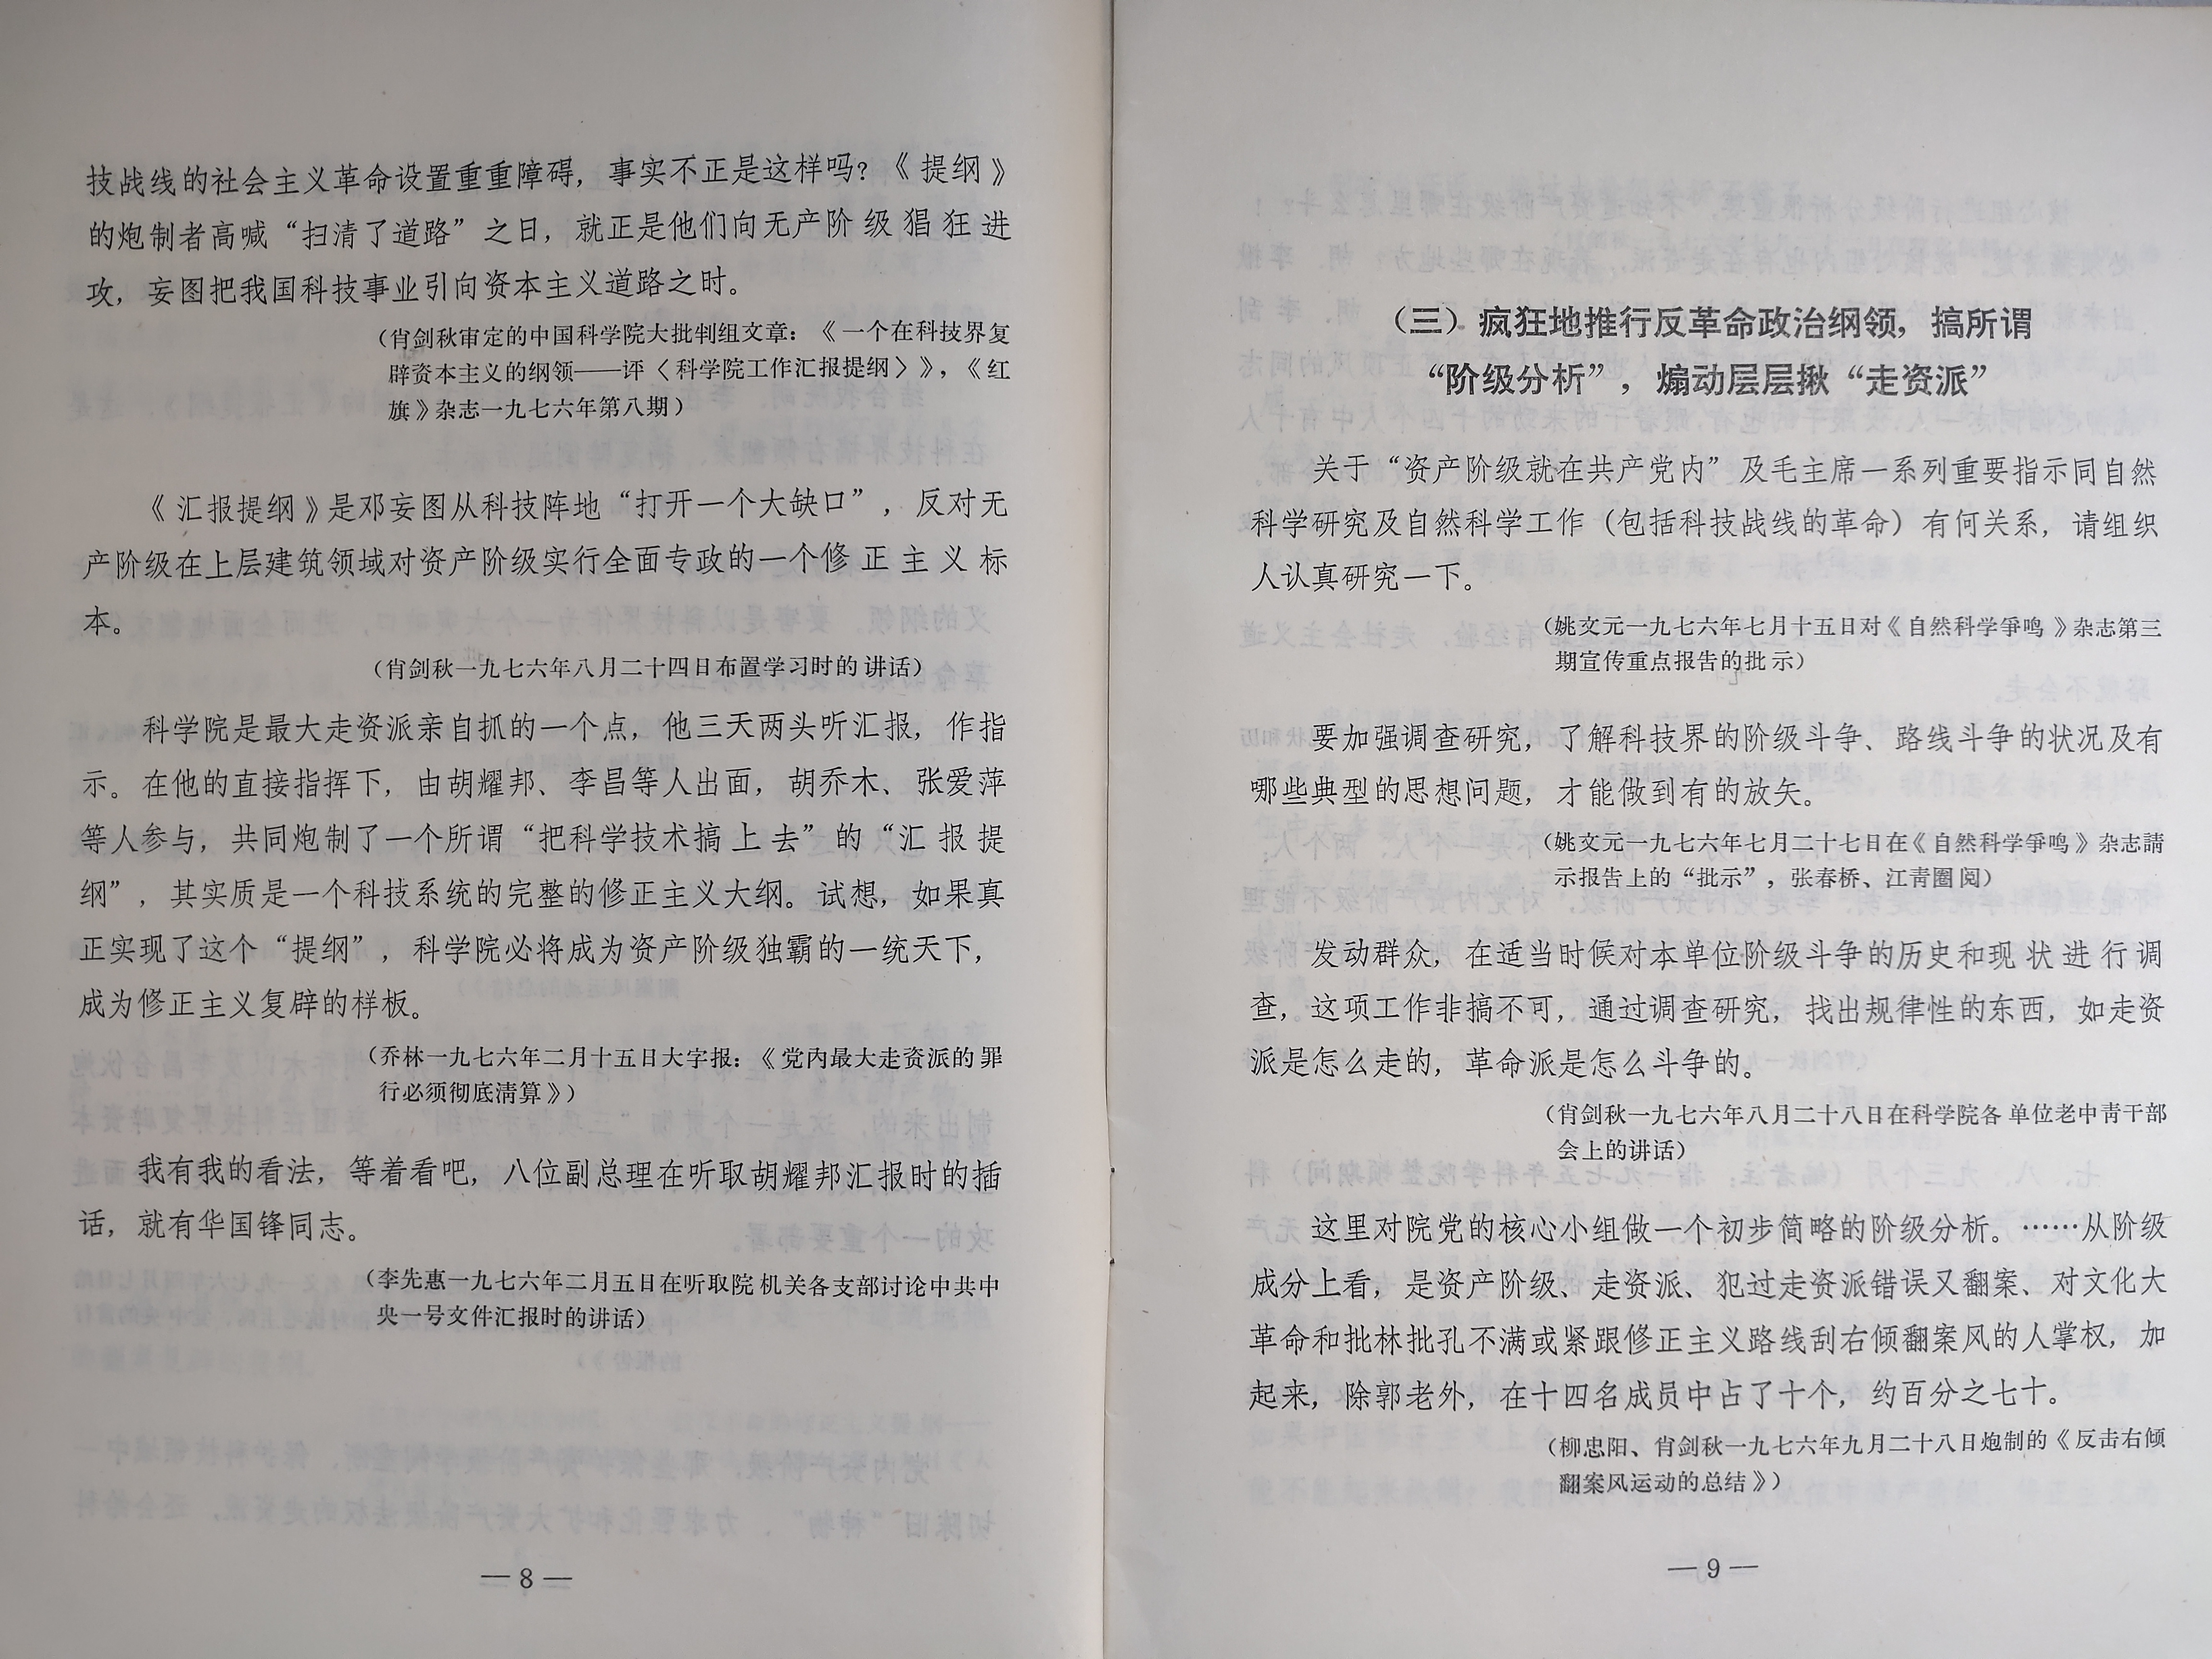 技战线的社会主义革命设置重重障碍，事实不正是这样吗？《提纲》
的炮制者高喊“扫清了道路”之日，就正是他们向无产阶级猖狂进
攻，妄图把我国科技事业引向资本主义道路之时。
（肖剑秋审定的中国科学院大批判组文章：《一个在科技界复
辟资本主义的纲领——评〈科学院工作汇报提纲〉》，《红
旗》杂志一九七六年第八期）
《汇报提纲》是邓妄图从科技阵地“打开一个大缺口”，反对无
产阶级在上层建筑领域对资产阶级实行全面专政的一个修正主义标
本。
（肖剑秋一九七六年八月二十四日布置学习时的讲话）
科学院是最大走资派亲自抓的一个点，他三天两头听汇报，作指
示。在他的直接指挥下，由胡耀邦、李昌等人出面，胡乔木、张爱萍
等人参与，共同炮制了一个所谓“把科学技术搞上去”的“汇报提
纲”，其实质是一个科技系统的完整的修正主义大纲。试想，如果真
正实现了这个“提纲”，科学院必将成为资产阶级独霸的一统天下，
成为修正主义复辟的样板。
（乔林一九七六年二月十五日大字报：《党内最大走资派的罪
行必须彻底清算》）
我有我的看法，等着看吧，八位副总理在听取胡耀邦汇报时的插
话，就有华国锋同志。
（李先惠一九七六年二月五日在听取院机关各支部讨论中共中
央一号文件汇报时的讲话）
— 8 —
（三）疯狂地推行反革命政治纲领，搞所谓
“阶级分析”，煽动层层揪“走资派”
关于“资产阶级就在共产党内”及毛主席一系列重要指示同自然
科学研究及自然科学工作（包括科技战线的革命）有何关系，请组织
人认真研究一下。
（姚文元一九七六年七月十五日对《自然科学爭鸣》杂志第三
期宣传重点报告的批示）
要加强调查研究，了解科技界的阶级斗争、路线斗争的状况及有
哪些典型的思想问题，才能做到有的放矢。
（姚文元一九七六年七月二十七日在《自然科学爭鸣》杂志請
示报告上的“批示”，张春桥、江青圈阅）
发动群众，在适当时候对本单位阶级斗争的历史和现状进行调
查，这项工作非搞不可，通过调查研究，找出规律性的东西，如走资
派是怎么走的，革命派是怎么斗争的。
（肖剑秋一九七六年八月二十八日在科学院各单位老中青干部
会上的讲话）
这里对院党的核心小组做一个初步简略的阶级分析。……从阶级
成分上看，是资产阶级、走资派、犯过走资派错误又翻案、对文化大
革命和批林批孔不满或紧跟修正主义路线刮右倾翻案风的人掌权，加
起来，除郭老外，在十四名成员中占了十个，约百分之七十。
（柳忠阳、肖剑秋一九七六年九月二十八日炮制的《反击右倾
翻案风运动的总结》）
— 9 —